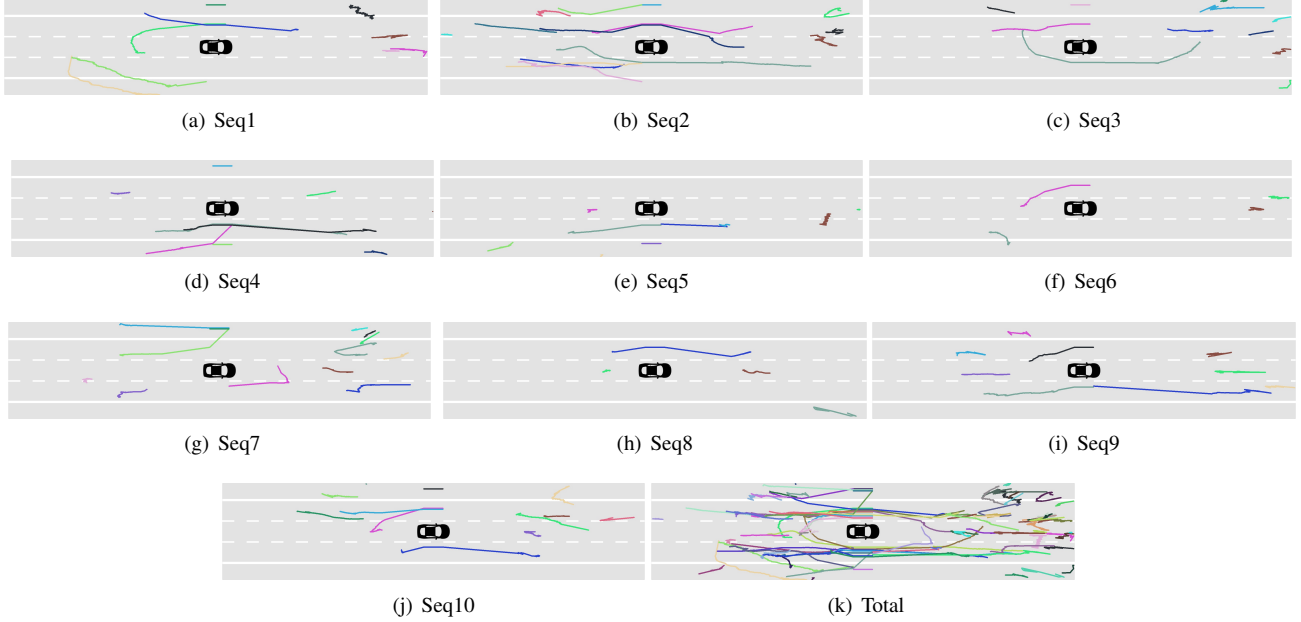 (a) Seq1
(b) Seq2
(c) Seq3
(d) Seq4
(e) Seq5
(f) Seq6
(g) Seq7
(h) Seq8
(i) Seq9
(j) Seq10
(k) Total